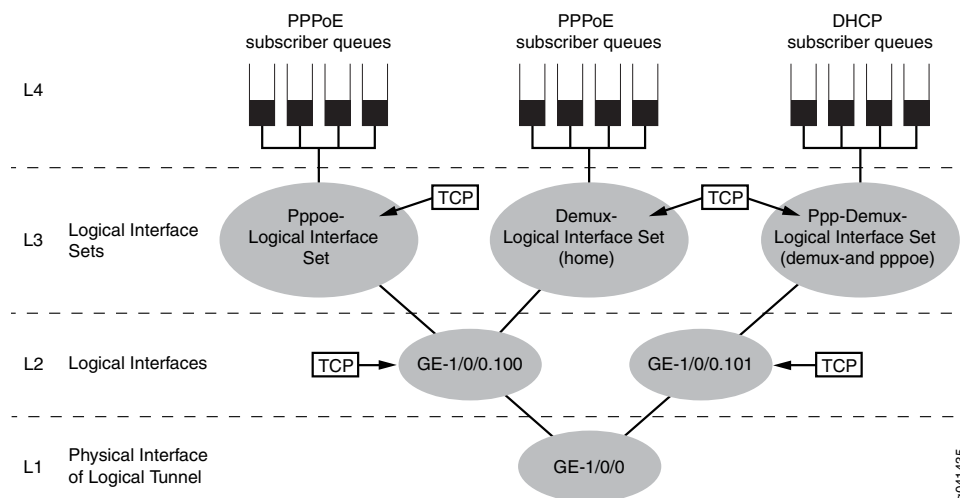 PPPoE
subscriber queues
PPPoE
subscriber queues
DHCP
subscriber queues
L4
TCP
TCP
L3
Logical Interface
Sets
Pppoe-
Logical Interface
Set
Demux-
Logical Interface Set
(home)
Ppp-Demux-
Logical Interface Set
(demux-and pppoe)
L2
Logical Interfaces
TCP
GE-1/0/0.100
GE-1/0/0.101
TCP
L1
Physical Interface
of Logical Tunnel
GE-1/0/0
g041435